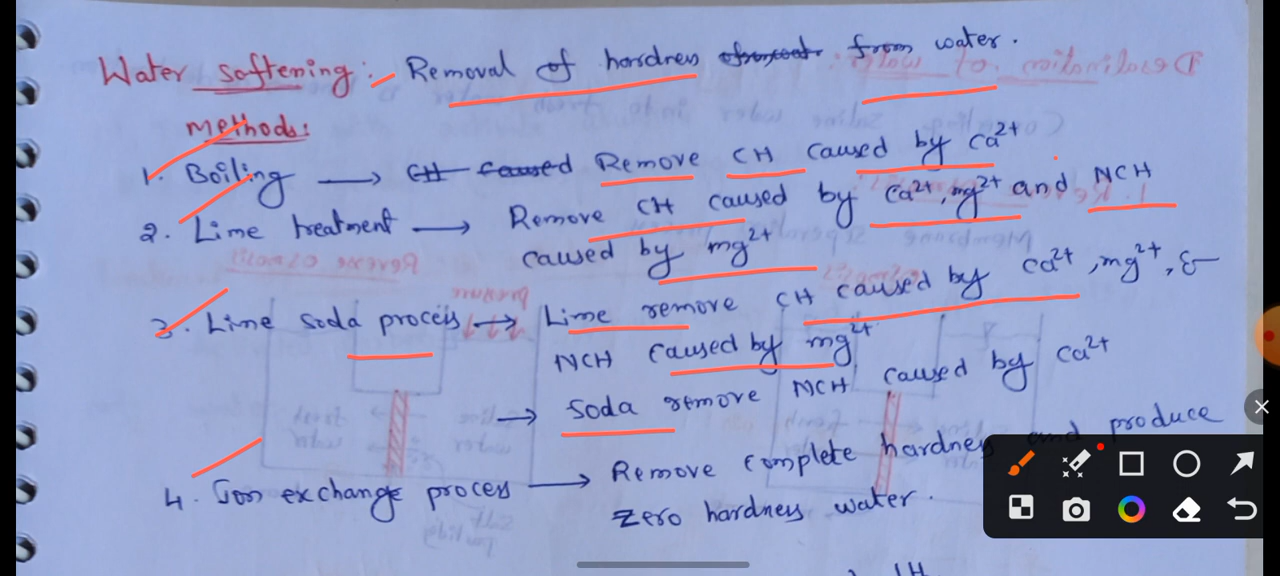 Water softening: Removal of hardness from water.
Methods:
1. Boiling → CH caused Remove CH caused by Ca2+
2. Lime treatment → Remove CH caused by Ca2+, mg2+ and NCH
caused by mg2+
3. Lime soda process → Lime remove CH caused by Ca2+, mg2+, &
NCH caused by mg2+
→ Soda remove NCH caused by Ca2+
4. Ion exchange process → Remove complete hardness and produce
Zero hardness water.